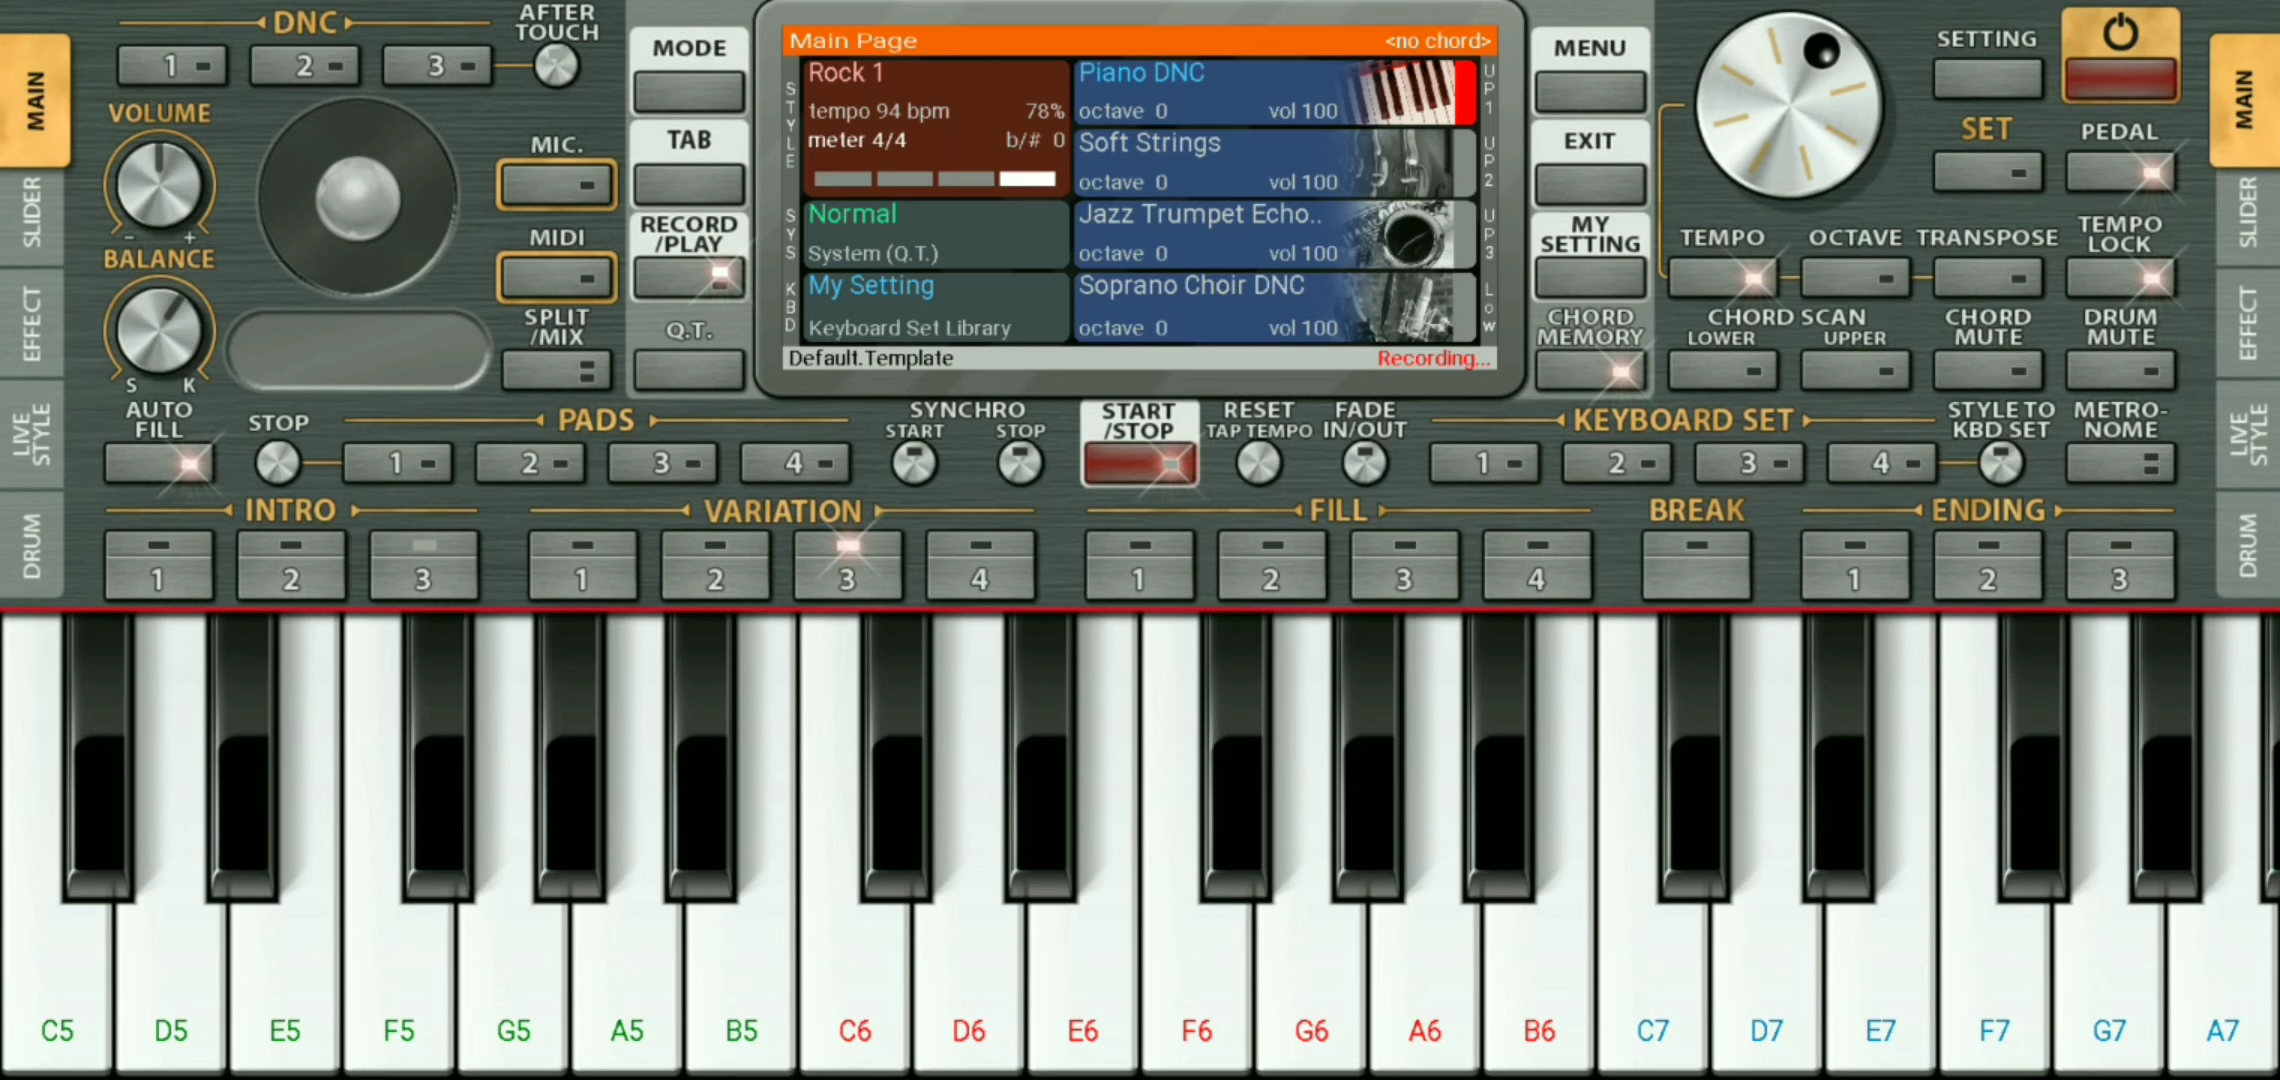 DNC
AFTER
TOUCH
1 2 3
VOLUME
- +
BALANCE
S K
MIC.
MIDI
SPLIT
/MIX
MODE
TAB
RECORD
/PLAY
Q.T.
Main Page <no chord>
STYLE
Rock 1
tempo 94 bpm 78%
meter 4/4 b/# 0
SYS
Normal
System (Q.T.)
KBD
My Setting
Keyboard Set Library
Piano DNC
octave 0 vol 100
UP1
Soft Strings
octave 0 vol 100
UP2
Jazz Trumpet Echo..
octave 0 vol 100
UP3
Soprano Choir DNC
octave 0 vol 100
Low
Default.Template Recording...
MENU
EXIT
MY
SETTING
CHORD
MEMORY
SETTING
SET
PEDAL
TEMPO OCTAVE TRANSPOSE
TEMPO
LOCK
CHORD SCAN
LOWER UPPER
CHORD
MUTE
DRUM
MUTE
MAIN
SLIDER
EFFECT
LIVE
STYLE
DRUM
MAIN
SLIDER
EFFECT
LIVE
STYLE
DRUM
AUTO
FILL
STOP
PADS
1 2 3 4
SYNCHRO
START STOP
START
/STOP
RESET
TAP TEMPO
FADE
IN/OUT
KEYBOARD SET
1 2 3 4
STYLE TO
KBD SET
METRO-
NOME
INTRO
1 2 3
VARIATION
1 2 3 4
FILL
1 2 3 4
BREAK
ENDING
1 2 3
C5 D5 E5 F5 G5 A5 B5 C6 D6 E6 F6 G6 A6 B6 C7 D7 E7 F7 G7 A7